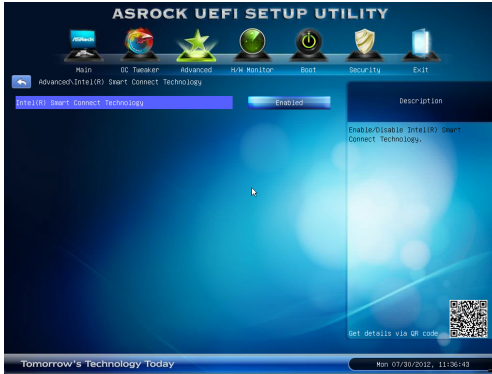 ASROCK UEFI SETUP UTILITY
ASRock
Main OC Tweaker Advanced H/W Monitor Boot Security Exit
Advanced\Intel(R) Smart Connect Technology
Intel(R) Smart Connect Technology Enabled
Description
Enable/Disable Intel(R) Smart
Connect Technology.
Get details via QR code
Tomorrow's Technology Today
Mon 07/30/2012, 11:36:43